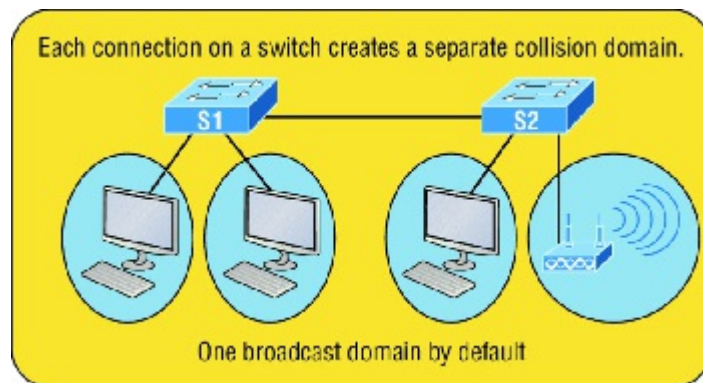 Each connection on a switch creates a separate collision domain.
S1
S2
One broadcast domain by default